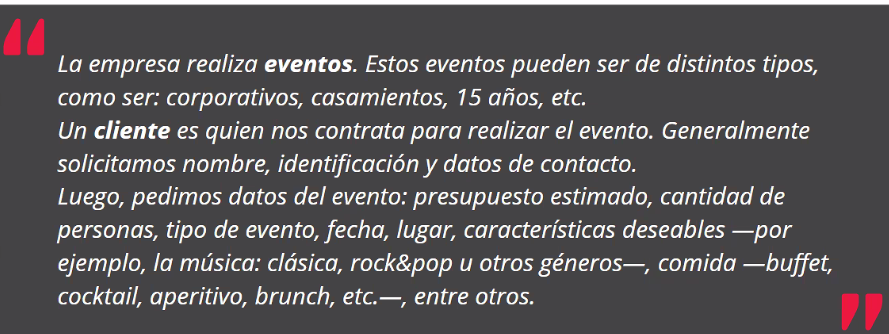 La empresa realiza eventos. Estos eventos pueden ser de distintos tipos,
como ser: corporativos, casamientos, 15 años, etc.
Un cliente es quien nos contrata para realizar el evento. Generalmente
solicitamos nombre, identificación y datos de contacto.
Luego, pedimos datos del evento: presupuesto estimado, cantidad de
personas, tipo de evento, fecha, lugar, características deseables —por
ejemplo, la música: clásica, rock&pop u otros géneros—, comida —buffet,
cocktail, aperitivo, brunch, etc.—, entre otros.